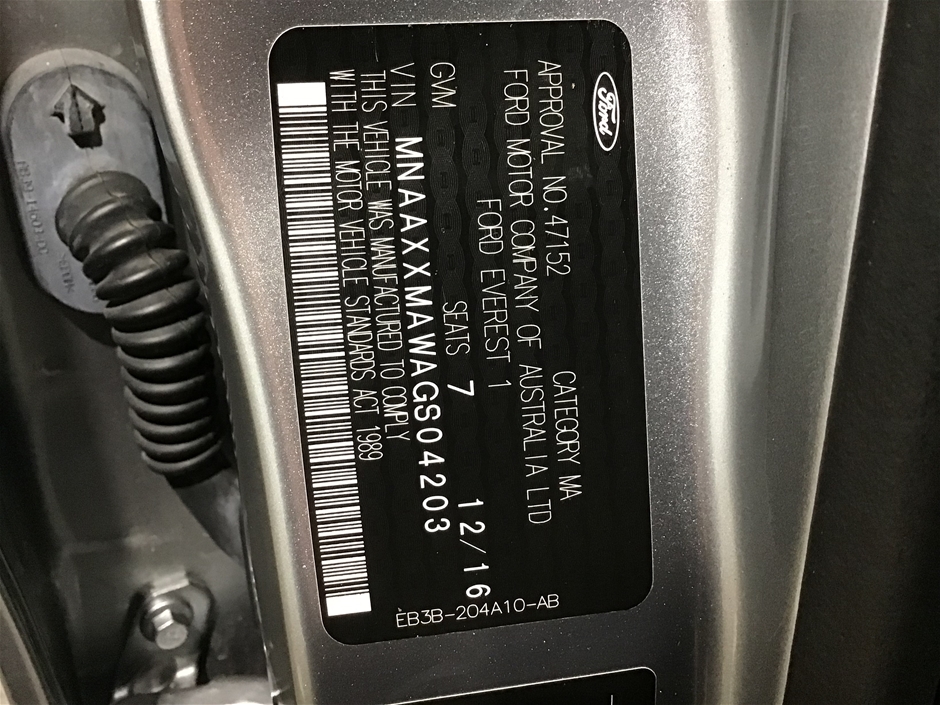 Ford
APPROVAL NO.47152 CATEGORY MA
FORD MOTOR COMPANY OF AUSTRALIA LTD
FORD EVEREST 1
GVM SEATS 7 12/16
VIN MNAAXXMAWAGS04203
THIS VEHICLE WAS MANUFACTURED TO COMPLY
WITH THE MOTOR VEHICLE STANDARDS ACT 1989
EB3B-204A10-AB